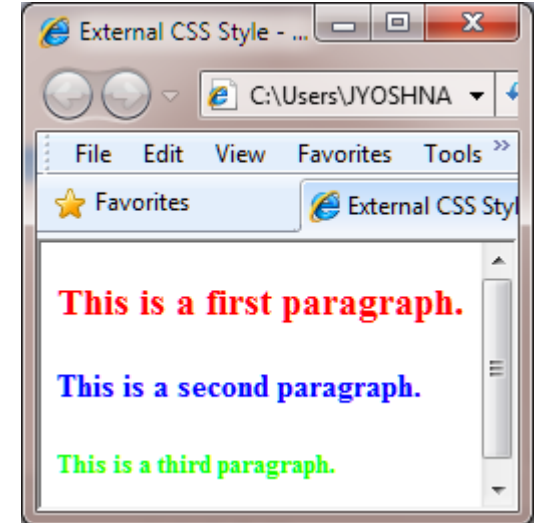 External CSS Style - ...
C:\Users\JYOSHNA
File Edit View Favorites Tools »
Favorites External CSS Styl
This is a first paragraph.
This is a second paragraph.
This is a third paragraph.